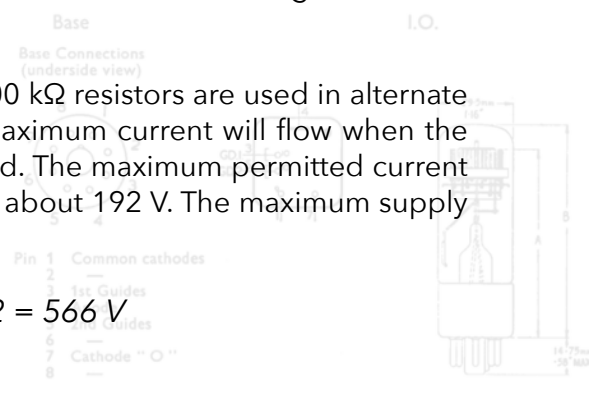 Base
I.O.
Base Connections
(underside view)
00 kΩ resistors are used in alternate
aximum current will flow when the
d. The maximum permitted current
about 192 V. The maximum supply
Pin 1 Common cathodes
2 —
3 1st Guides
= 566 V
5 2nd Guides
6 —
7 Cathode "O"
8 —